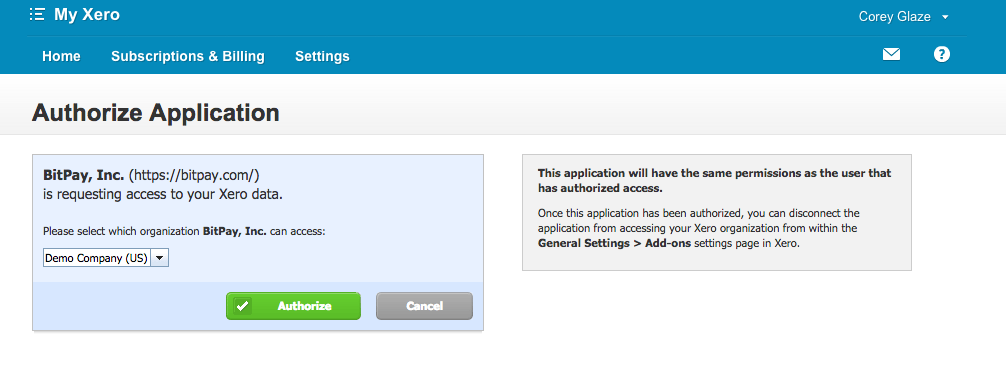 My Xero
Corey Glaze
Home Subscriptions & Billing Settings
?
Authorize Application
BitPay, Inc. (https://bitpay.com/)
is requesting access to your Xero data.
Please select which organization BitPay, Inc. can access:
Demo Company (US)
Authorize Cancel
This application will have the same permissions as the user that
has authorized access.
Once this application has been authorized, you can disconnect the
application from accessing your Xero organization from within the
General Settings > Add-ons settings page in Xero.